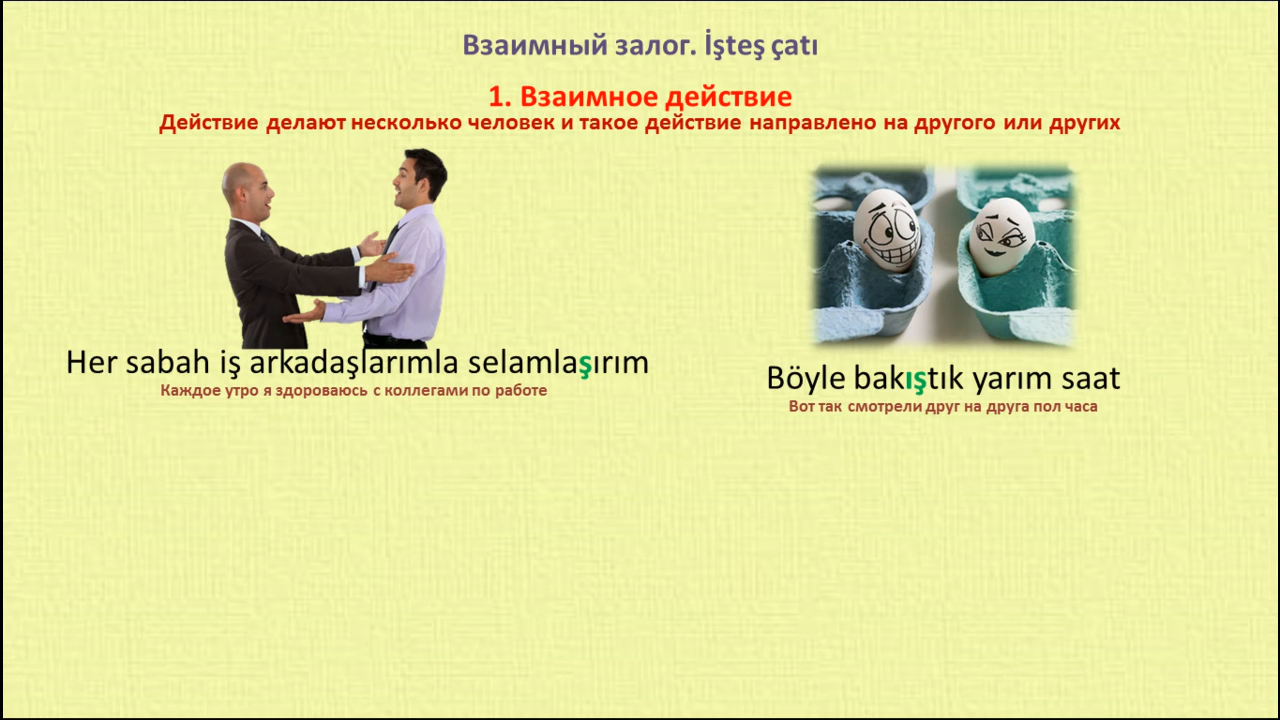 Взаимный залог. İşteş çatı
1. Взаимное действие
Действие делают несколько человек и такое действие направлено на другого или других
Her sabah iş arkadaşlarımla selamlaşırım
Каждое утро я здороваюсь с коллегами по работе
Böyle bakıştık yarım saat
Вот так смотрели друг на друга пол часа